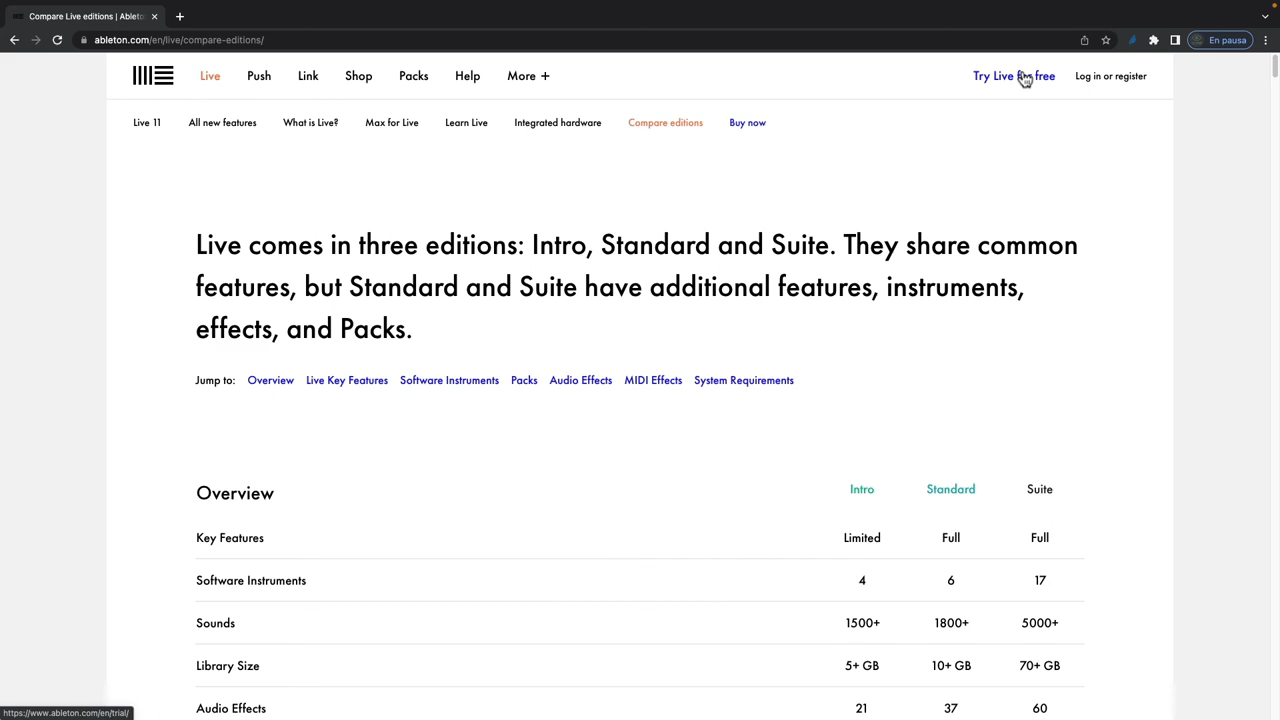 Compare Live editions | Ableto
ableton.com/en/live/compare-editions/
En pausa
Live Push Link Shop Packs Help More +
Try Live free Log in or register
Live 11 All new features What is Live? Max for Live Learn Live Integrated hardware Compare editions Buy now
Live comes in three editions: Intro, Standard and Suite. They share common
features, but Standard and Suite have additional features, instruments,
effects, and Packs.
Jump to: Overview Live Key Features Software Instruments Packs Audio Effects MIDI Effects System Requirements
Overview Intro Standard Suite
Key Features Limited Full Full
Software Instruments 4 6 17
Sounds 1500+ 1800+ 5000+
Library Size 5+ GB 10+ GB 70+ GB
Audio Effects 21 37 60
https://www.ableton.com/en/trial/